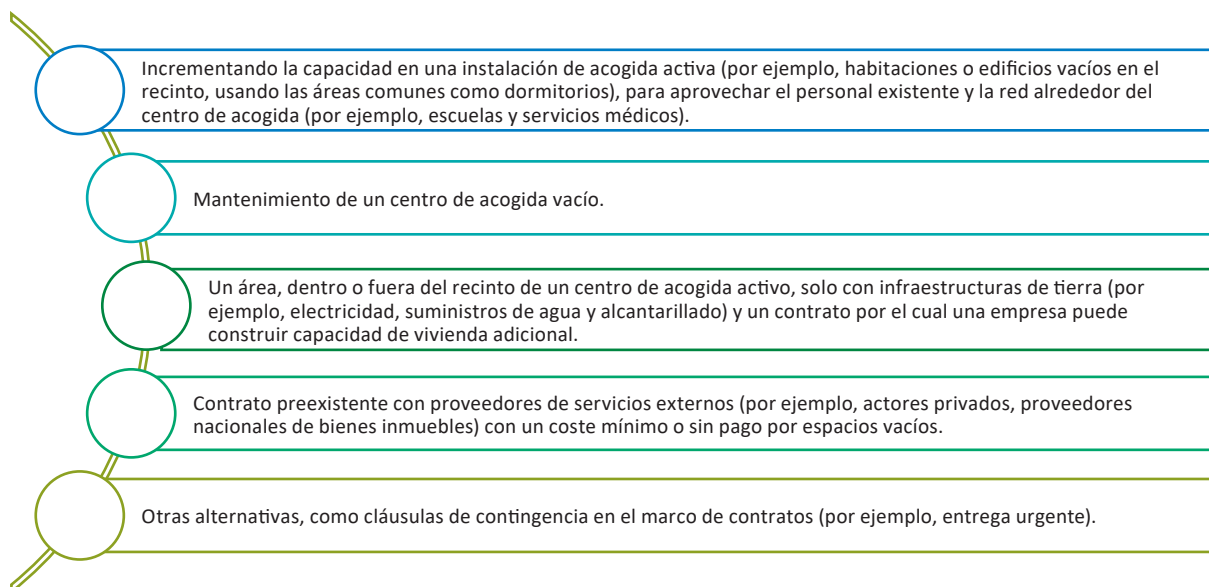 Incrementando la capacidad en una instalación de acogida activa (por ejemplo, habitaciones o edificios vacíos en el
recinto, usando las áreas comunes como dormitorios), para aprovechar el personal existente y la red alrededor del
centro de acogida (por ejemplo, escuelas y servicios médicos).
Mantenimiento de un centro de acogida vacío.
Un área, dentro o fuera del recinto de un centro de acogida activo, solo con infraestructuras de tierra (por
ejemplo, electricidad, suministros de agua y alcantarillado) y un contrato por el cual una empresa puede
construir capacidad de vivienda adicional.
Contrato preexistente con proveedores de servicios externos (por ejemplo, actores privados, proveedores
nacionales de bienes inmuebles) con un coste mínimo o sin pago por espacios vacíos.
Otras alternativas, como cláusulas de contingencia en el marco de contratos (por ejemplo, entrega urgente).